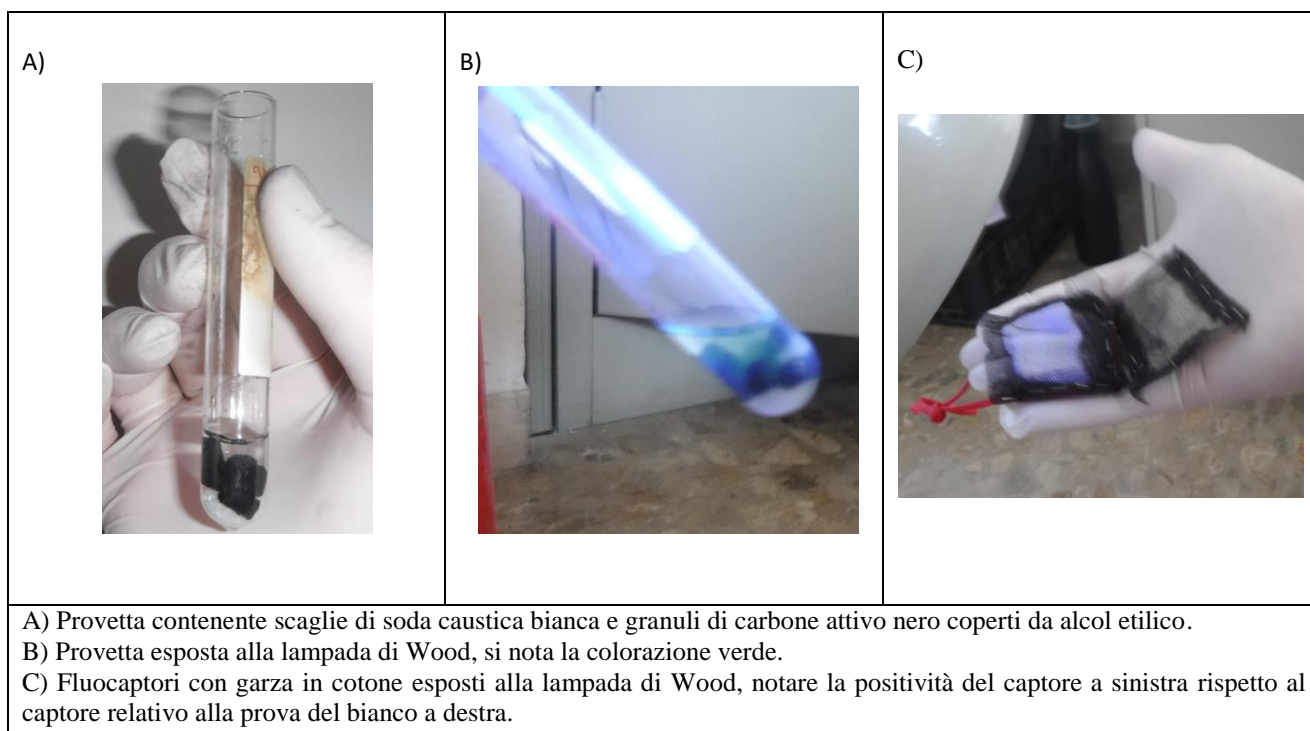 A)
B)
C)
A) Provetta contenente scaglie di soda caustica bianca e granuli di carbone attivo nero coperti da alcol etilico.
B) Provetta esposta alla lampada di Wood, si nota la colorazione verde.
C) Fluocaptori con garza in cotone esposti alla lampada di Wood, notare la positività del captore a sinistra rispetto al
captore relativo alla prova del bianco a destra.